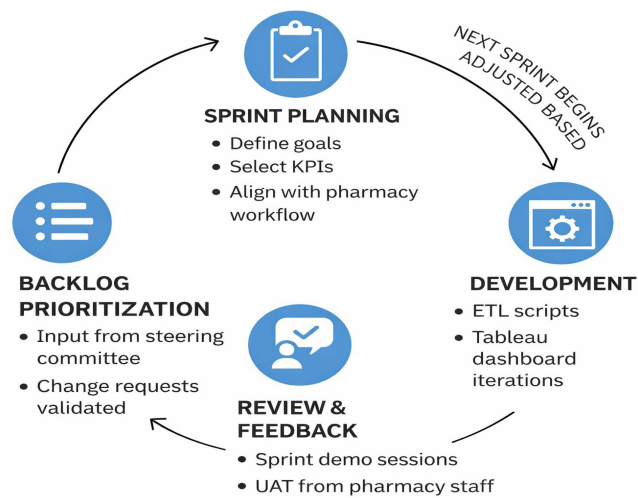 SPRINT PLANNING
• Define goals
• Select KPIs
• Align with pharmacy
workflow
NEXT SPRINT BEGINS
ADJUSTED BASED
DEVELOPMENT
• ETL scripts
• Tableau
dashboard
iterations
REVIEW &
FEEDBACK
• Sprint demo sessions
• UAT from pharmacy staff
BACKLOG
PRIORITIZATION
• Input from steering
committee
• Change requests
validated